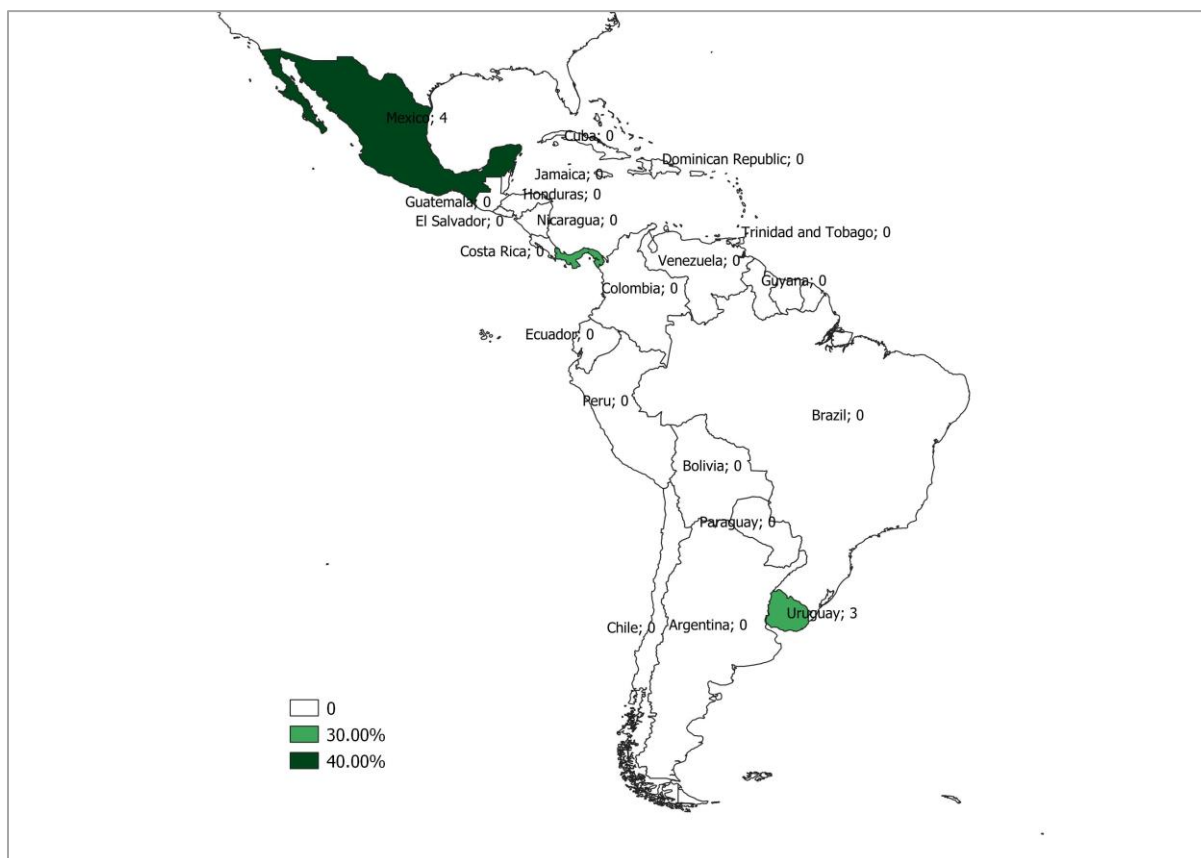 Mexico; 4
Cuba; 0
Dominican Republic; 0
Jamaica; 0
Honduras; 0
Guatemala; 0
El Salvador; 0
Nicaragua; 0
Trinidad and Tobago; 0
Costa Rica; 0
Venezuela; 0
Guyana; 0
Colombia; 0
Ecuador; 0
Peru; 0
Brazil; 0
Bolivia; 0
Paraguay; 0
Uruguay; 3
Chile; 0
Argentina; 0
0
30.00%
40.00%